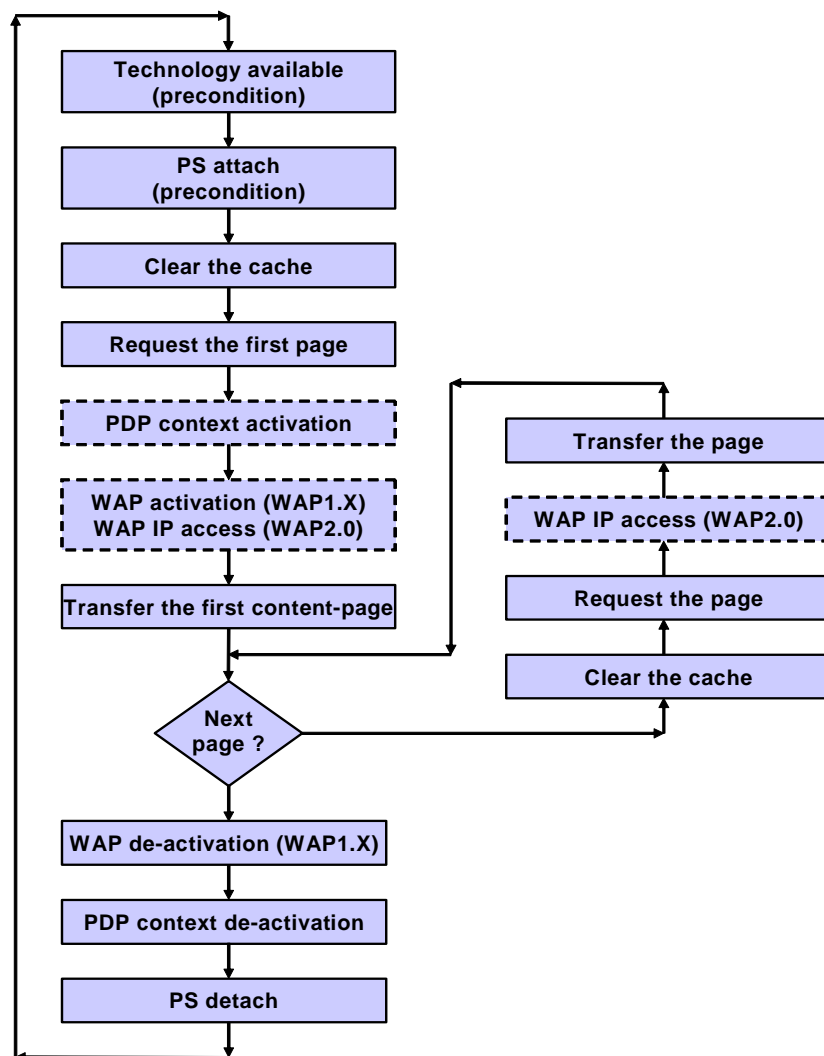 Technology available
(precondition)
PS attach
(precondition)
Clear the cache
Request the first page
PDP context activation
WAP activation (WAP1.X)
WAP IP access (WAP2.0)
Transfer the first content-page
Next
page ?
WAP de-activation (WAP1.X)
PDP context de-activation
PS detach
Transfer the page
WAP IP access (WAP2.0)
Request the page
Clear the cache